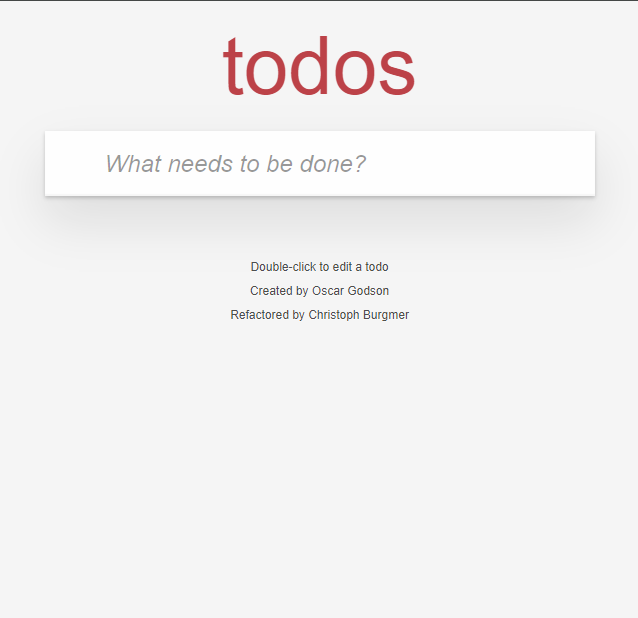 todos
What needs to be done?
Double-click to edit a todo
Created by Oscar Godson
Refactored by Christoph Burgmer